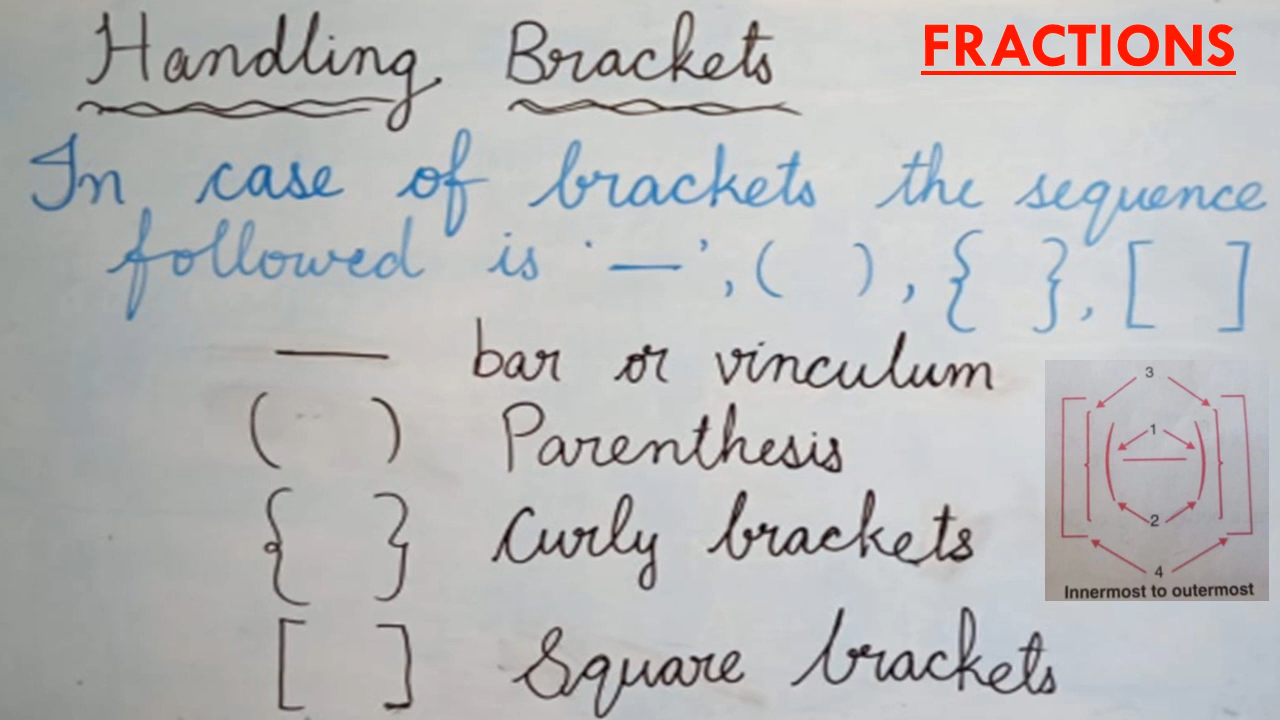 Handling Brackets
FRACTIONS
In case of brackets the sequence
followed is '—', ( ), { }, [ ]
— bar or vinculum
( ) Parenthesis
{ } Curly brackets
[ ] Square brackets
3
1
2
4
Innermost to outermost